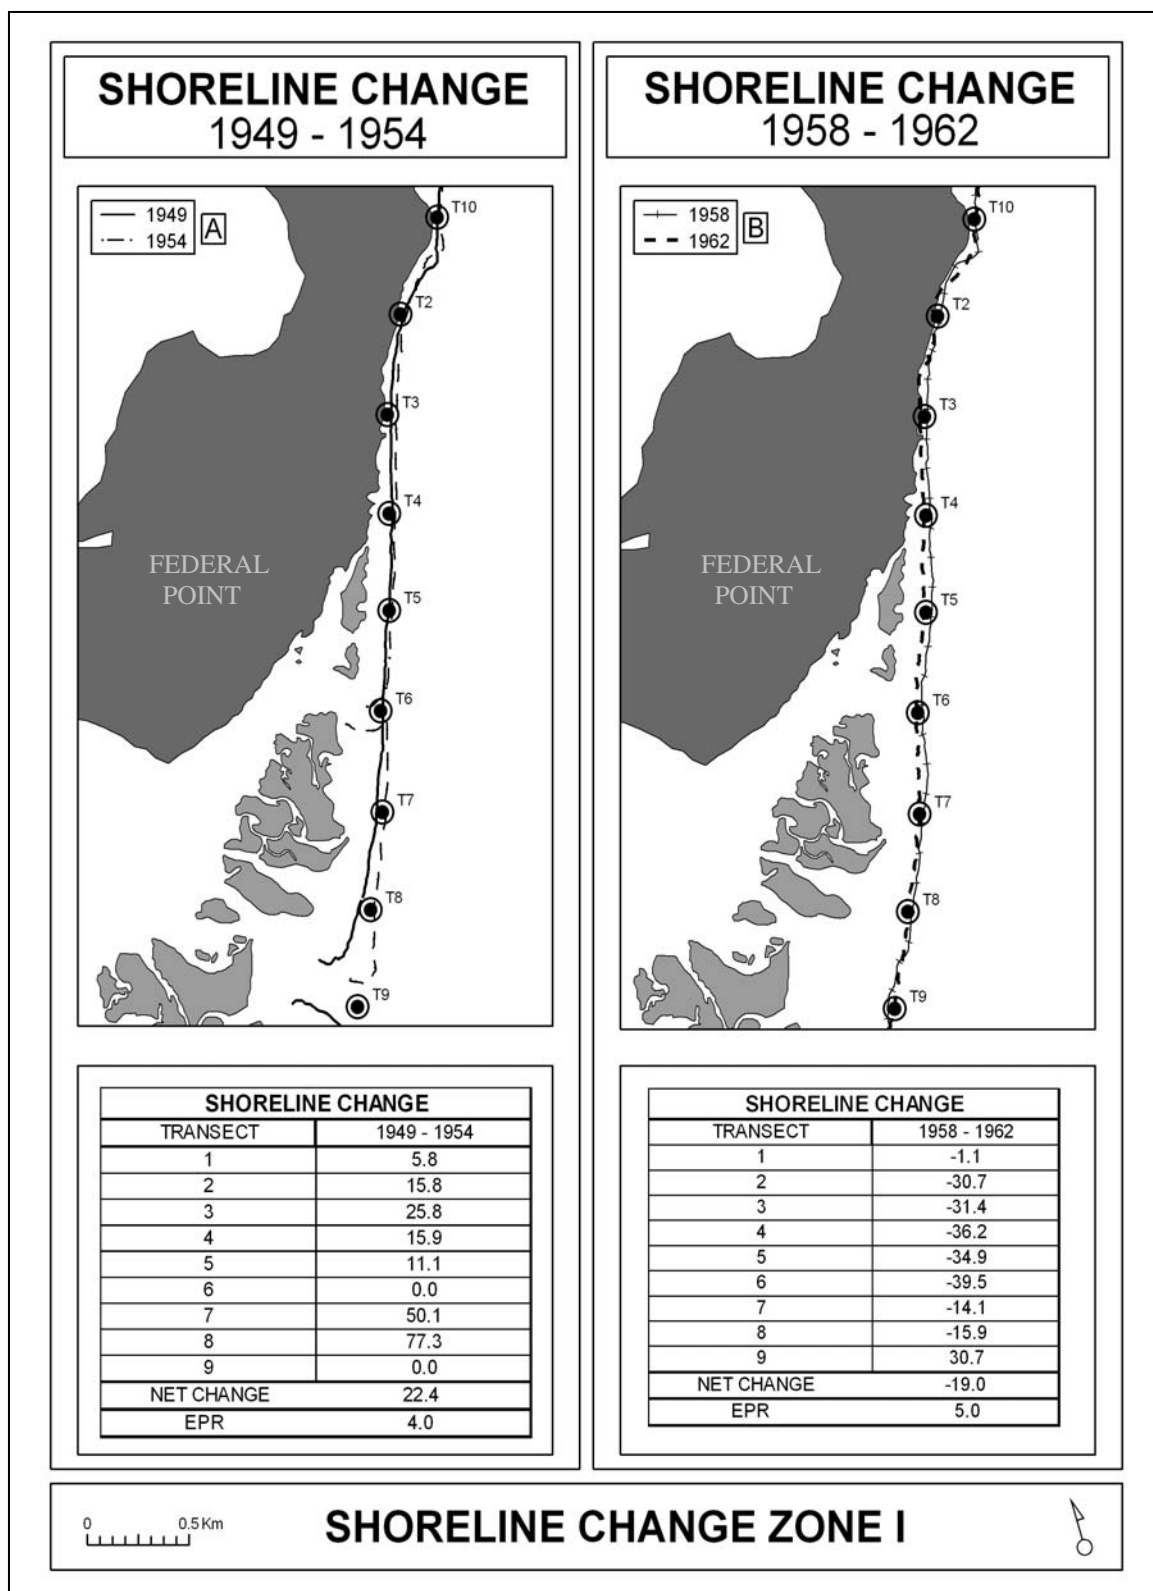 SHORELINE CHANGE
1949 - 1954
1949
1954
A
T10
T2
T3
T4
FEDERAL
POINT
T5
T6
T7
T8
T9
SHORELINE CHANGE
TRANSECT 1949 - 1954
1 5.8
2 15.8
3 25.8
4 15.9
5 11.1
6 0.0
7 50.1
8 77.3
9 0.0
NET CHANGE 22.4
EPR 4.0
SHORELINE CHANGE
1958 - 1962
1958
1962
B
T10
T2
T3
T4
FEDERAL
POINT
T5
T6
T7
T8
T9
SHORELINE CHANGE
TRANSECT 1958 - 1962
1 -1.1
2 -30.7
3 -31.4
4 -36.2
5 -34.9
6 -39.5
7 -14.1
8 -15.9
9 30.7
NET CHANGE -19.0
EPR 5.0
0 0.5 Km
SHORELINE CHANGE ZONE I